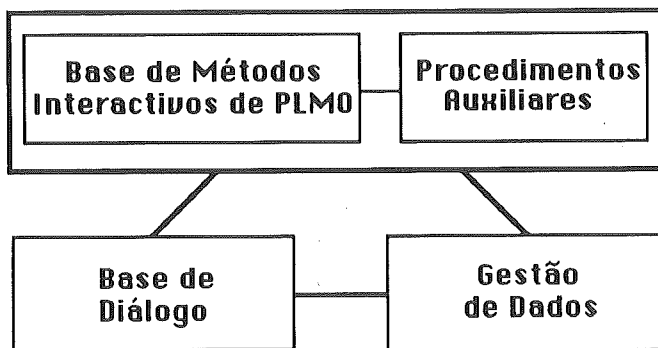 Base de Métodos
Interactivos de PLMO
Procedimentos
Auxiliares
Base de
Diálogo
Gestão
de Dados